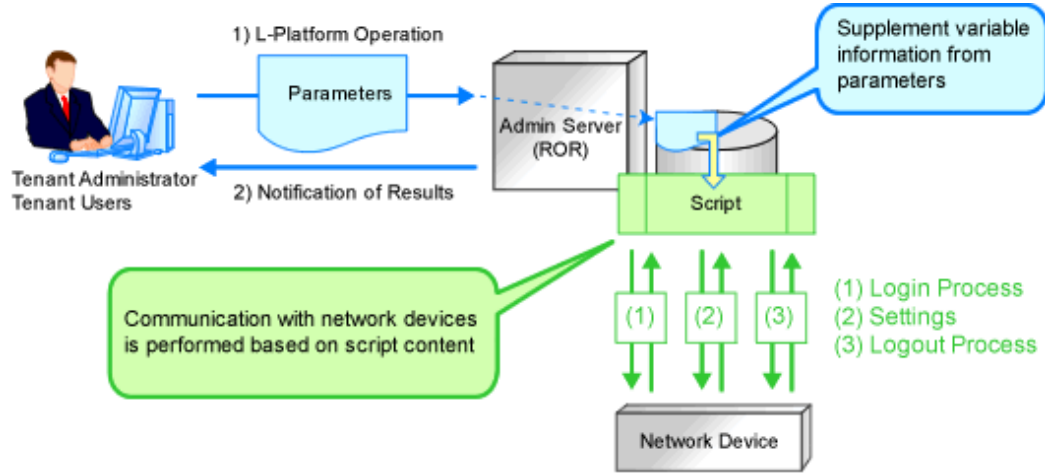 1) L-Platform Operation
Parameters
Supplement variable
information from
parameters
Admin Server
(ROR)
Tenant Administrator
Tenant Users
2) Notification of Results
Script
Communication with network devices
is performed based on script content
(1)
(2)
(3)
(1) Login Process
(2) Settings
(3) Logout Process
Network Device